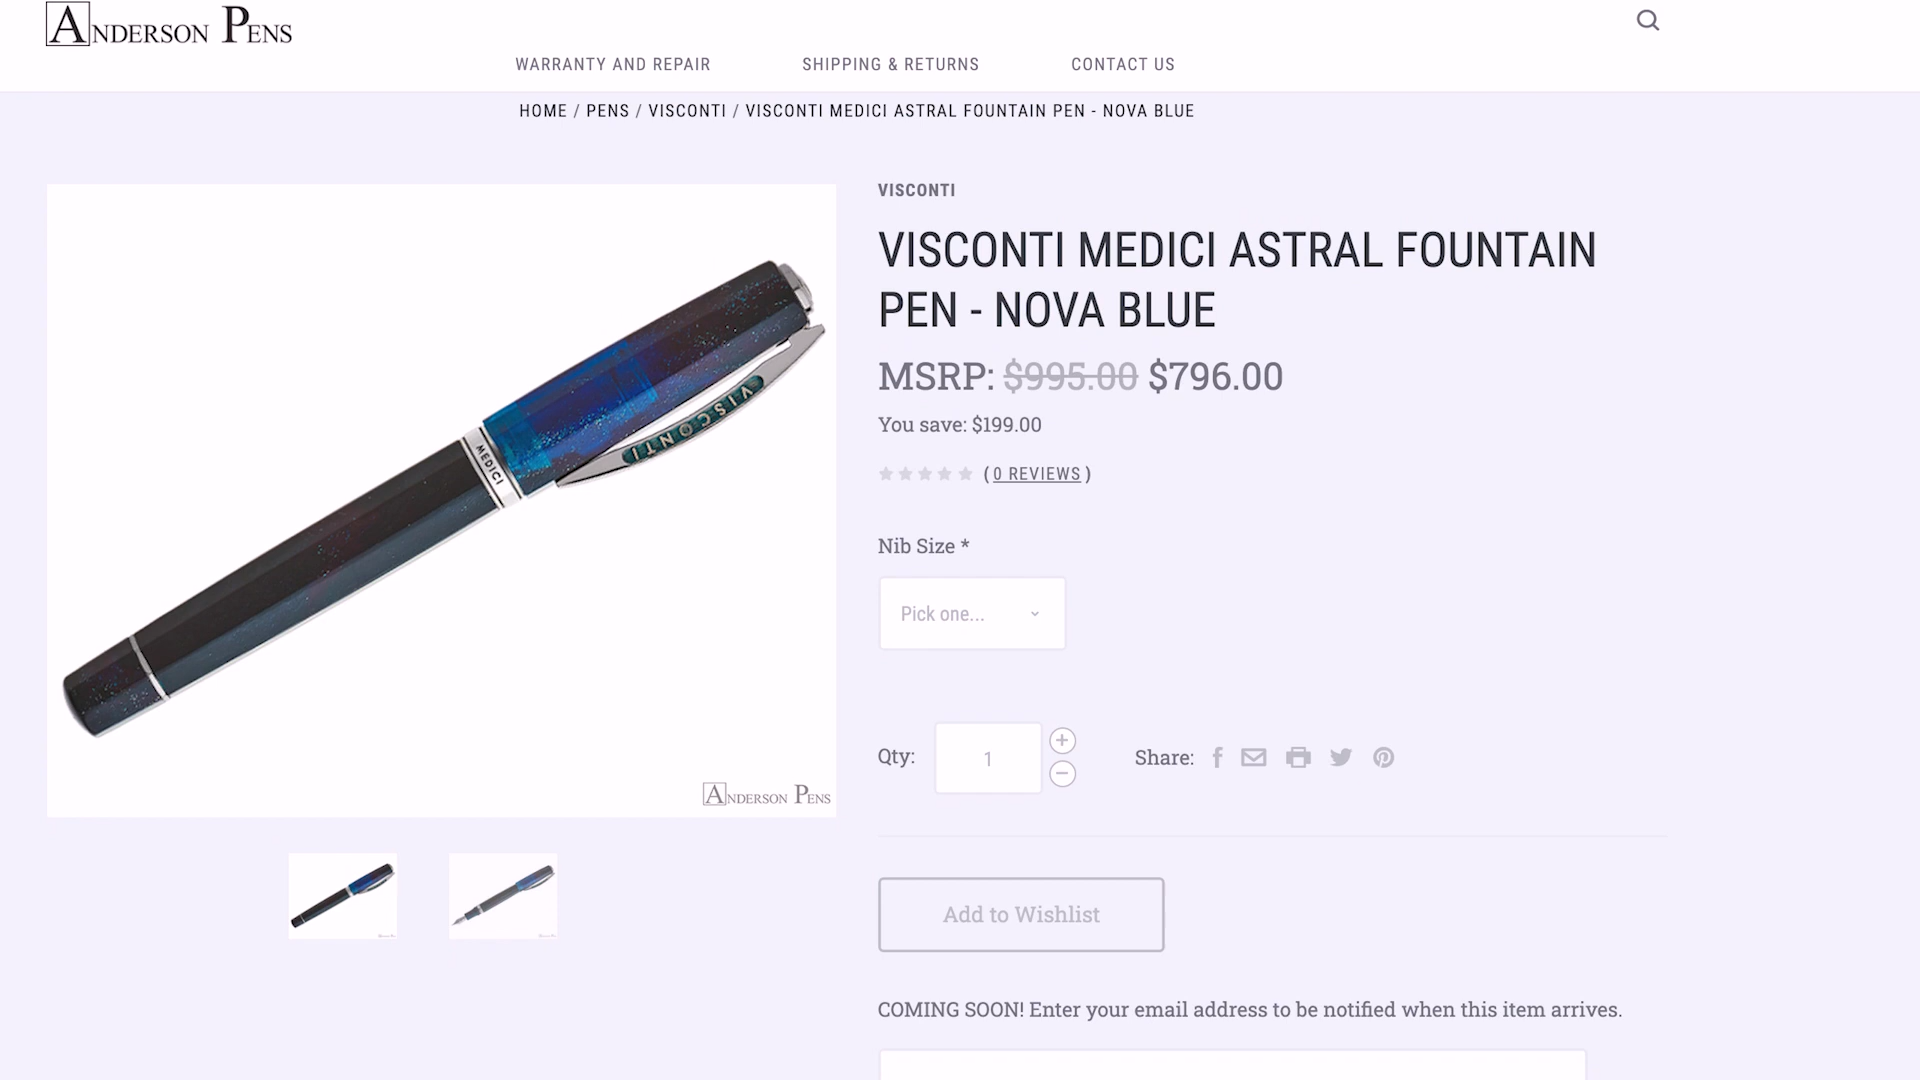 ANDERSON PENS
WARRANTY AND REPAIR
SHIPPING & RETURNS
CONTACT US
HOME / PENS / VISCONTI / VISCONTI MEDICI ASTRAL FOUNTAIN PEN - NOVA BLUE
MEDICI
VISCONTI
ANDERSON PENS
VISCONTI
VISCONTI MEDICI ASTRAL FOUNTAIN
PEN - NOVA BLUE
MSRP: $995.00 $796.00
You save: $199.00
( 0 REVIEWS )
Nib Size *
Pick one...
Qty:
1
Share:
Add to Wishlist
COMING SOON! Enter your email address to be notified when this item arrives.